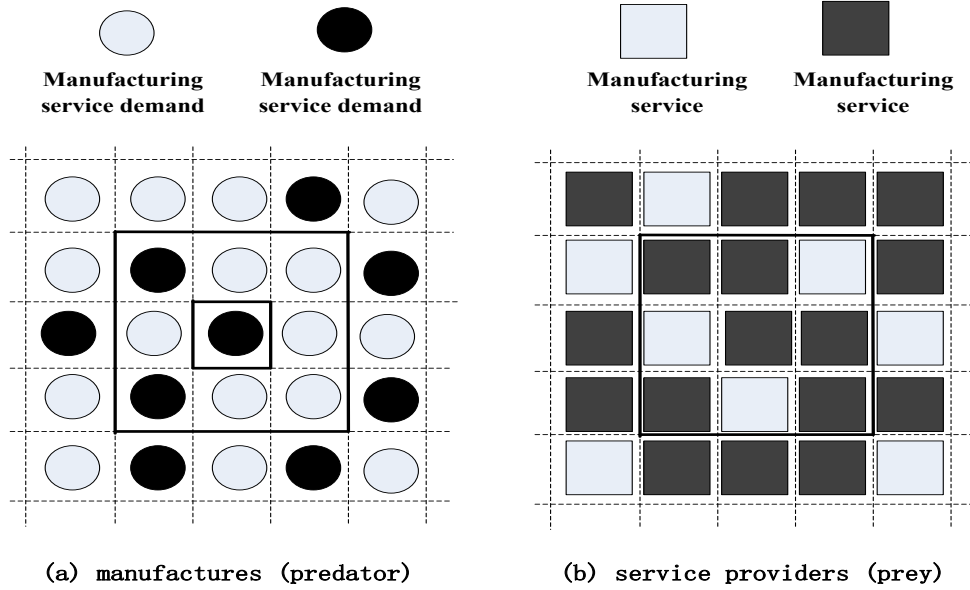 Manufacturing
service demand
Manufacturing
service demand
Manufacturing
service
Manufacturing
service
(a) manufactures (predator)
(b) service providers (prey)